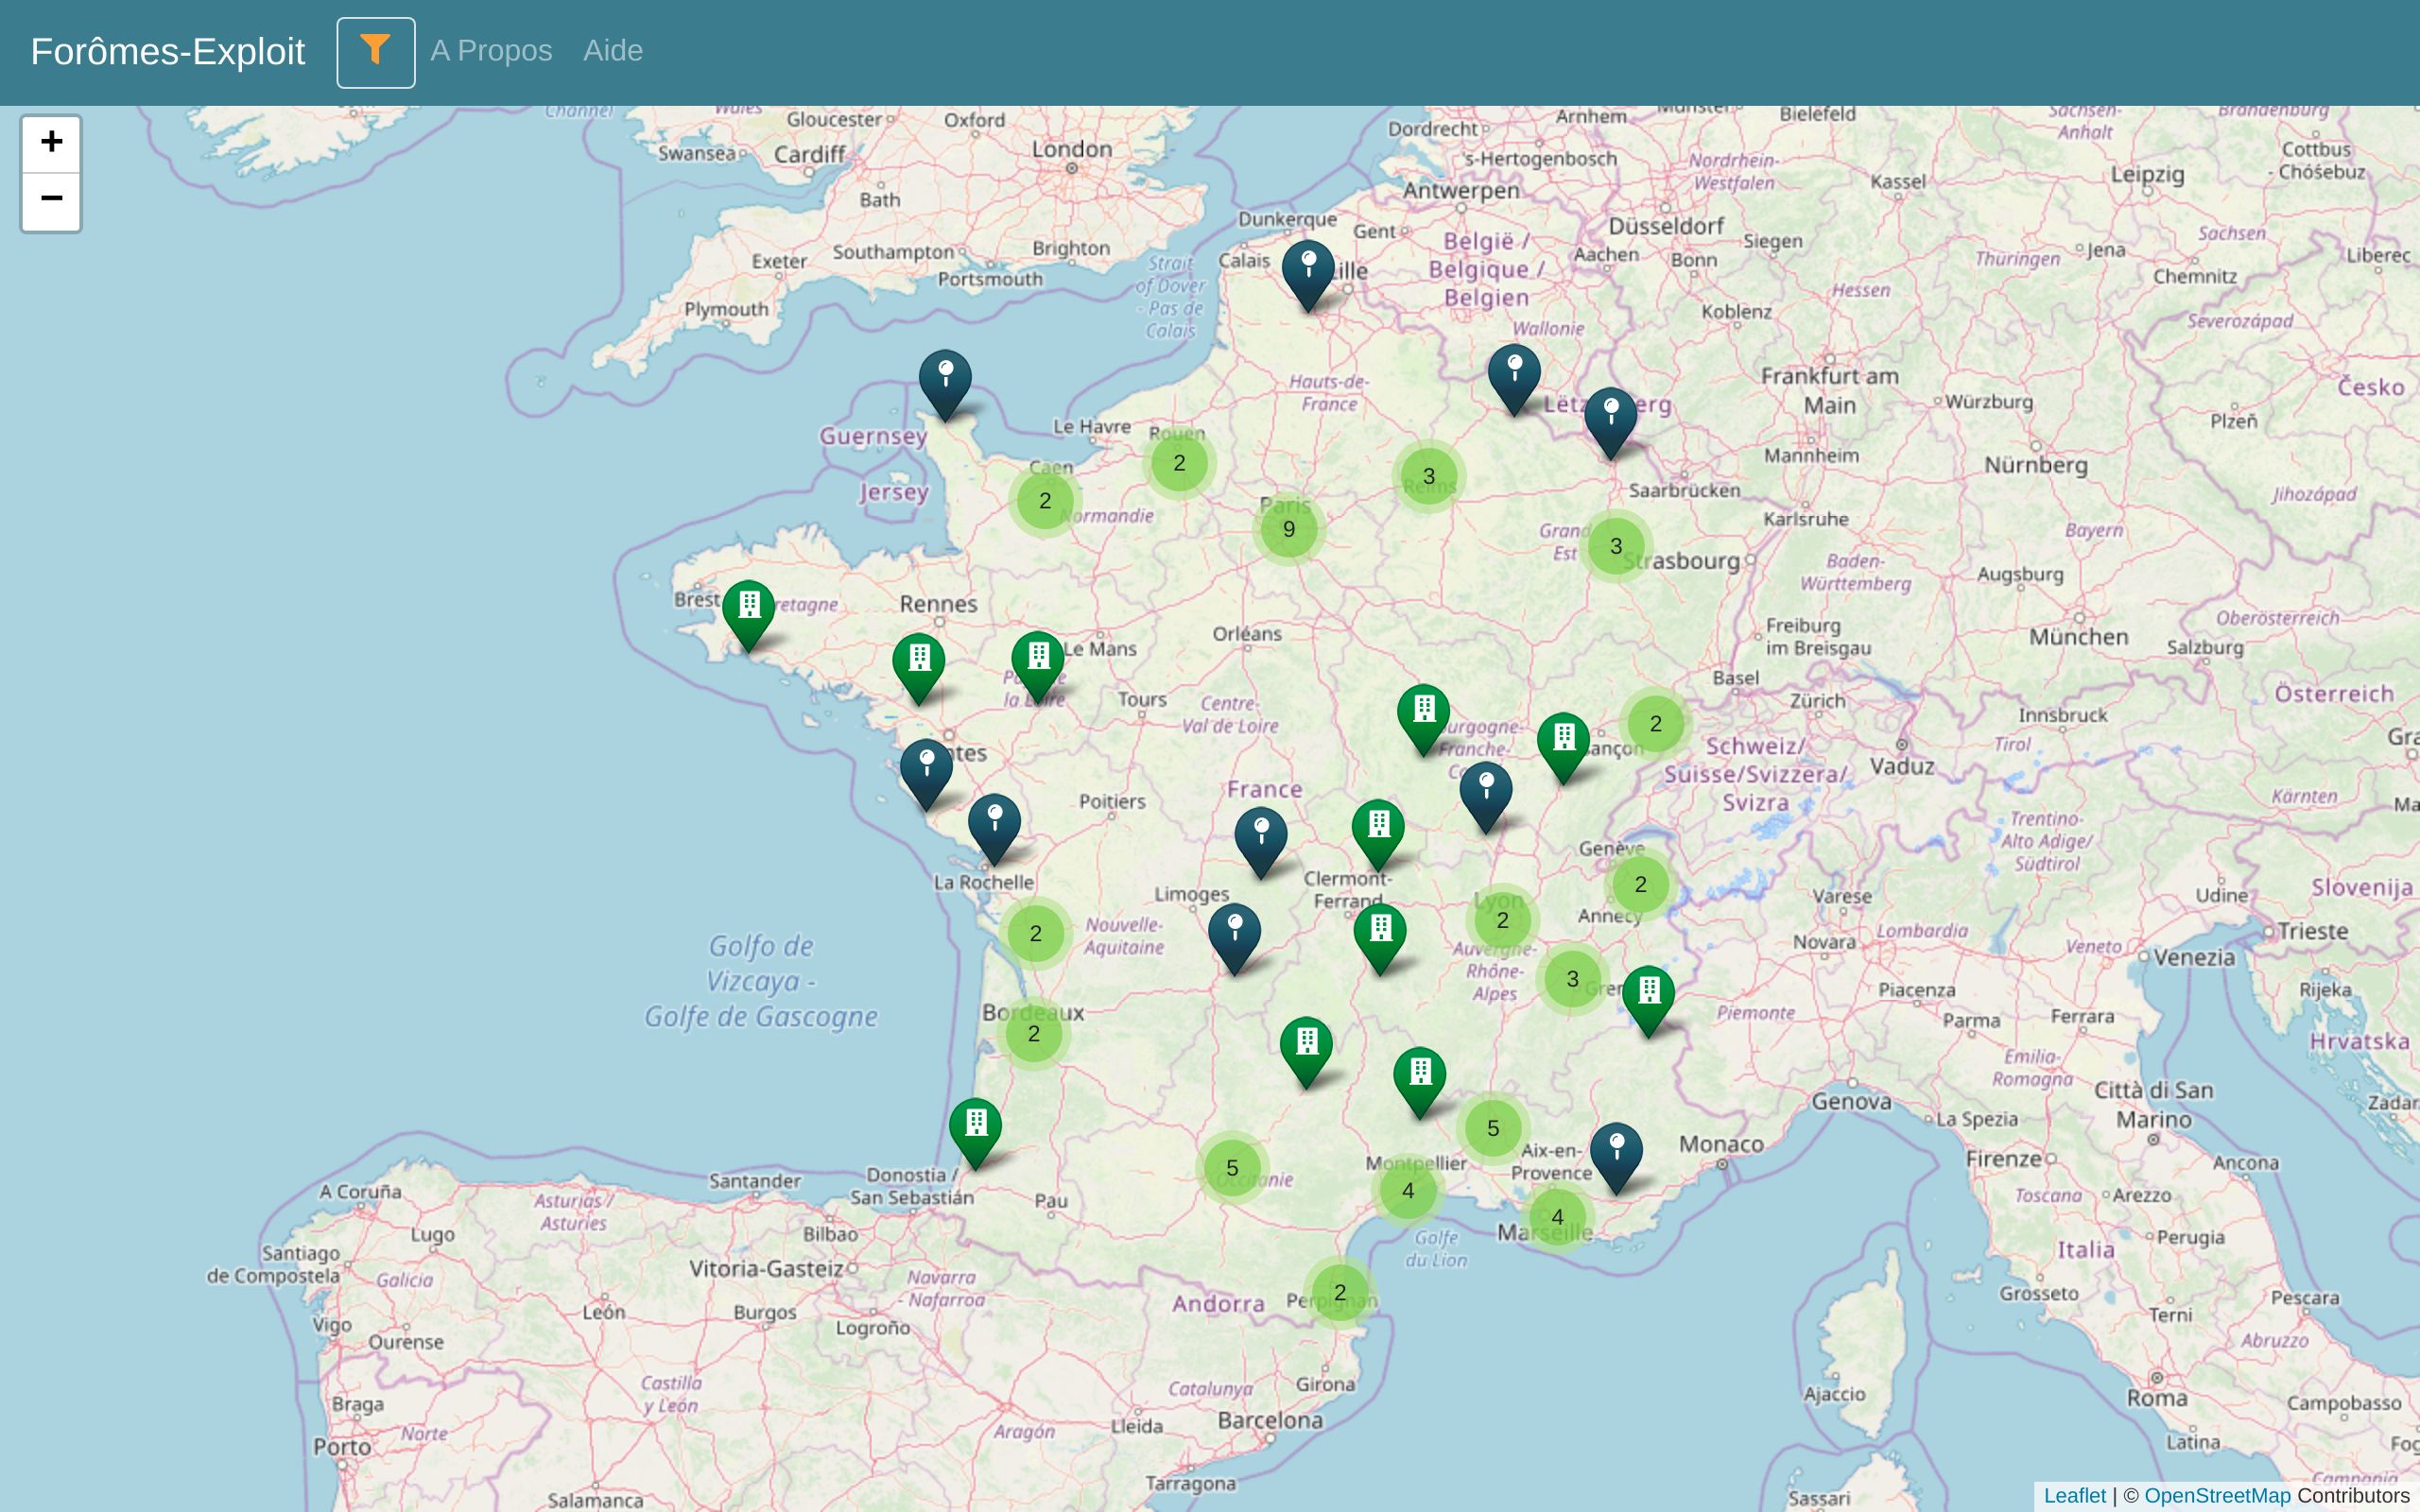 Forômes-Exploit
A Propos
Aide
+
−
Channel
Wales
Gloucester
Oxford
Swansea
Cardiff
London
Bath
Southampton
Brighton
Exeter
Portsmouth
Plymouth
Strait
of Dover
- Pas de
Calais
Dunkerque
Calais
Gent
Dordrecht
Arnhem
Münster
Bielefeld
's-Hertogenbosch
Antwerpen
Nordrhein-
Westfalen
Kassel
Sachsen-
Anhalt
Brandenburg
Leipzig
Cottbus
- Chóśebuz
België /
Belgique /
Belgien
Düsseldorf
Aachen
Siegen
Bonn
Jena
Sachsen
Thüringen
Chemnitz
Liberec
Hessen
Koblenz
Wallonie
Severozápad
Hauts-de-
France
Frankfurt am
Main
Würzburg
Česko
Plzeň
Guernsey
Jersey
Le Havre
Rouen
Caen
Normandie
2
2
Paris
9
3
Reims
Saarbrücken
Mannheim
Nürnberg
Jihozápad
Karlsruhe
Grand
Est
3
Strasbourg
Bayern
Baden-
Württemberg
Augsburg
Brest
Rennes
Orléans
Le Mans
Freiburg
im Breisgau
München
Oberösterreich
Salzburg
Tours
Centre-
Val de Loire
Basel
Zürich
Innsbruck
Österreich
2
Schweiz/
Suisse/Svizzera/
Svizra
Vaduz
Tirol
France
Poitiers
Kärnten
Trentino-
Alto Adige/
Südtirol
Genève
2
Annecy
La Rochelle
Limoges
Clermont-
Ferrand
Lyon
2
Varese
Udine
Slovenija
2
Nouvelle-
Aquitaine
Auvergne-
Rhône-
Alpes
3
Novara
Lombardia
Veneto
Trieste
Venezia
Golfo de
Vizcaya -
Golfe de Gascogne
Bordeaux
2
Piemonte
Piacenza
Parma
Ferrara
Rijeka
Hrvatska
Emilia-
Romagna
Genova
La Spezia
Città di San
Marino
Zadar
5
Aix-en-
Provence
Monaco
Firenze
Ancona
5
Occitanie
Montpellier
4
4
Marseille
Golfe
du Lion
Toscana
Arezzo
Perugia
Italia
A Coruña
Santander
Donostia /
San Sebastián
Pau
Asturias /
Asturies
Lugo
Bilbao
Santiago
de Compostela
Galicia
Vitoria-Gasteiz
Navarra
- Nafarroa
León
Burgos
Logroño
Vigo
Ourense
Andorra
Perpignan
2
Grosseto
Terni
Pescara
Abruzzo
Girona
Catalunya
Barcelona
Lleida
Aragón
Castilla
y León
Braga
Norte
Porto
Ajaccio
Roma
Campobasso
Latina
Tarragona
Salamanca
Sassari
Campania
Leaflet | © OpenStreetMap Contributors